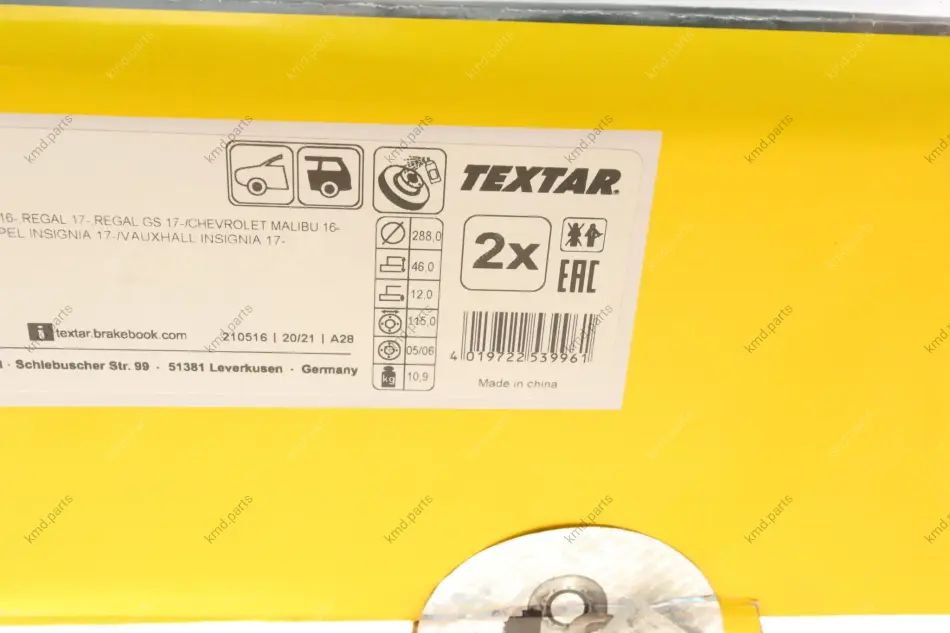 TEXTAR
16- REGAL 17-,REGAL GS 17-/CHEVROLET MALIBU 16-
PEL INSIGNIA 17-/VAUXHALL INSIGNIA 17-
2x
EAC
288,0
46,0
12,0
115,0
05/06
kg 10,9
i textar.brakebook.com 210516 | 20/21 | A28
· Schlebuscher Str. 99 · 51381 Leverkusen · Germany
4 019722 539961
Made in china
kmd.parts